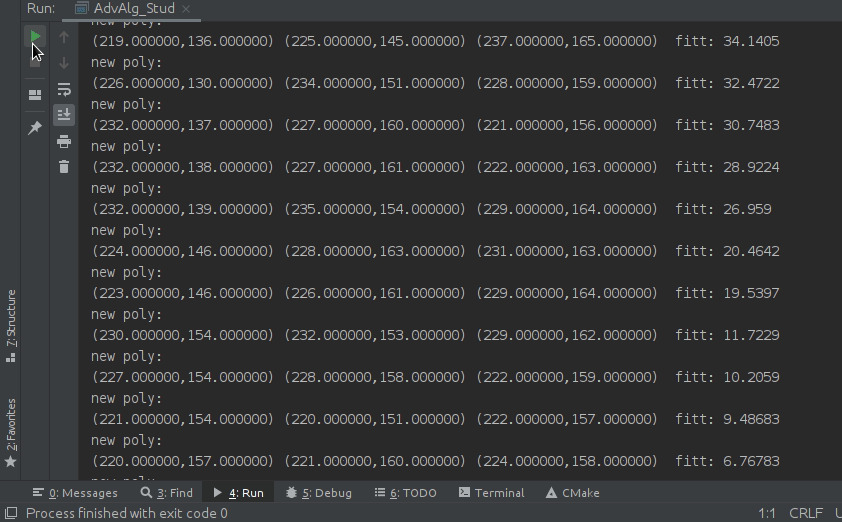 Run: AdvAlg_Stud
new poly:
(219.000000,136.000000) (225.000000,145.000000) (237.000000,165.000000) fitt: 34.1405
new poly:
(226.000000,130.000000) (234.000000,151.000000) (228.000000,159.000000) fitt: 32.4722
new poly:
(232.000000,137.000000) (227.000000,160.000000) (221.000000,156.000000) fitt: 30.7483
new poly:
(232.000000,138.000000) (227.000000,161.000000) (222.000000,163.000000) fitt: 28.9224
new poly:
(232.000000,139.000000) (235.000000,154.000000) (229.000000,164.000000) fitt: 26.959
new poly:
(224.000000,146.000000) (228.000000,163.000000) (231.000000,163.000000) fitt: 20.4642
new poly:
(223.000000,146.000000) (226.000000,161.000000) (229.000000,164.000000) fitt: 19.5397
new poly:
(230.000000,154.000000) (232.000000,153.000000) (229.000000,162.000000) fitt: 11.7229
new poly:
(227.000000,154.000000) (228.000000,158.000000) (222.000000,159.000000) fitt: 10.2059
new poly:
(221.000000,154.000000) (220.000000,151.000000) (222.000000,157.000000) fitt: 9.48683
new poly:
(220.000000,157.000000) (221.000000,160.000000) (224.000000,158.000000) fitt: 6.76783
new poly:
7: Structure
2: Favorites
0: Messages 3: Find 4: Run 5: Debug 6: TODO Terminal CMake
Process finished with exit code 0 1:1 CRLF